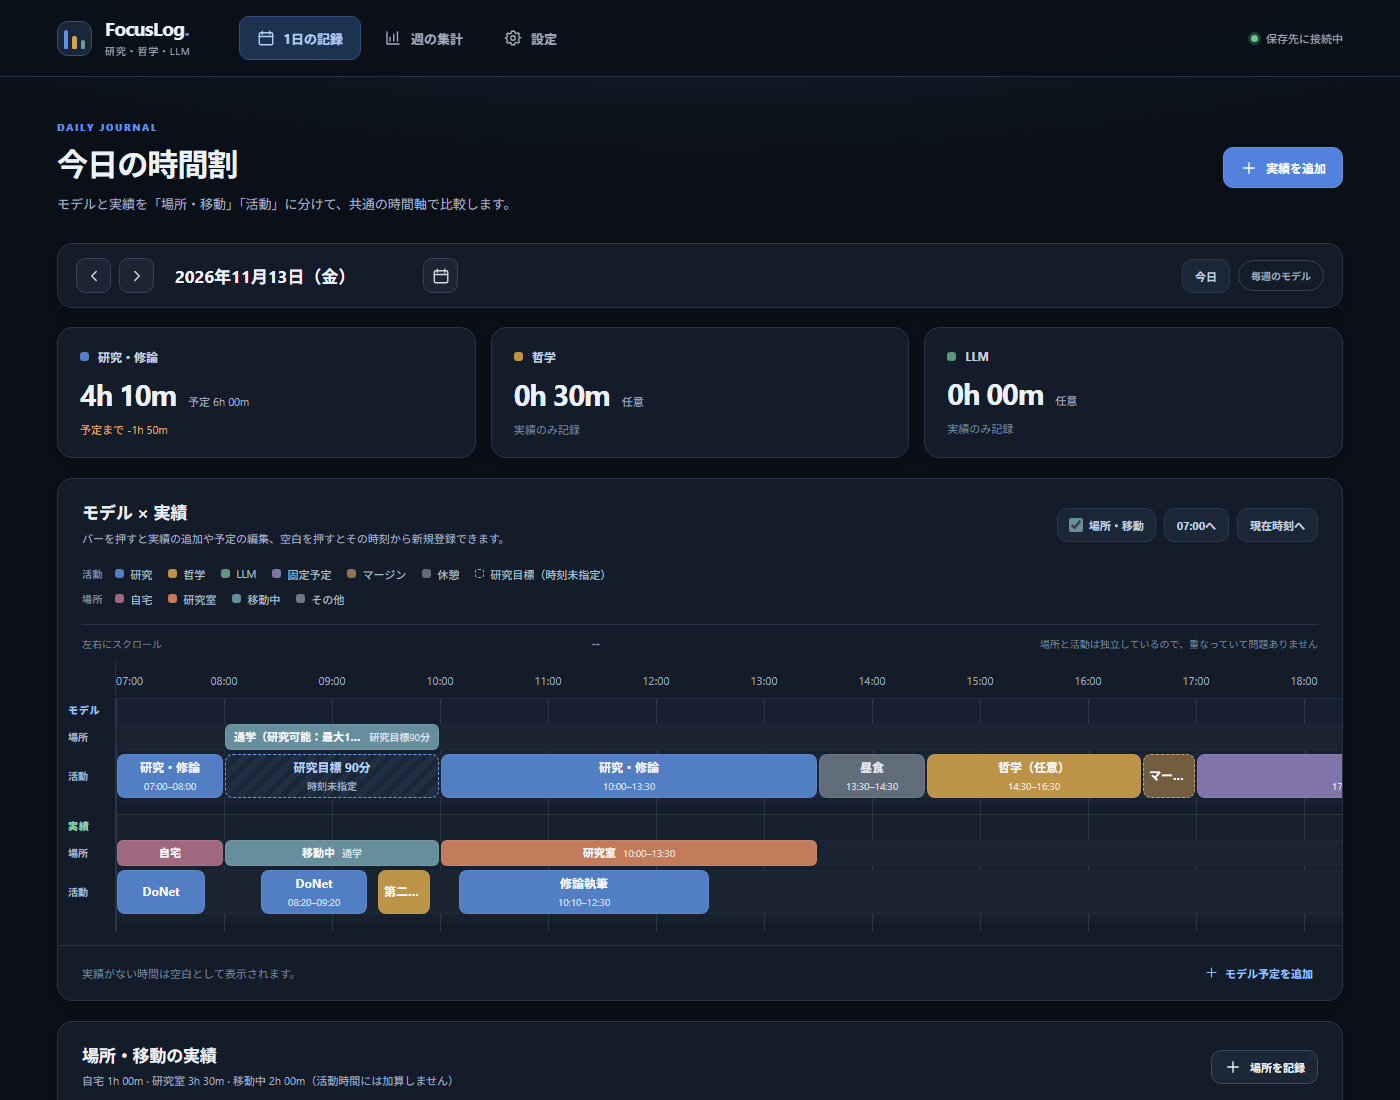 FocusLog.
研究・哲学・LLM
1日の記録
週の集計
設定
保存先に接続中
DAILY JOURNAL
今日の時間割
モデルと実績を「場所・移動」「活動」に分けて、共通の時間軸で比較します。
実績を追加
2026年11月13日（金）
今日
毎週のモデル
研究・修論
4h 10m 予定 6h 00m
予定まで -1h 50m
哲学
0h 30m 任意
実績のみ記録
LLM
0h 00m 任意
実績のみ記録
モデル × 実績
バーを押すと実績の追加や予定の編集、空白を押すとその時刻から新規登録できます。
場所・移動
07:00へ
現在時刻へ
活動 研究 哲学 LLM 固定予定 マージン 休憩 研究目標（時刻未指定）
場所 自宅 研究室 移動中 その他
左右にスクロール ↔ 場所と活動は独立しているので、重なっていて問題ありません
07:00 08:00 09:00 10:00 11:00 12:00 13:00 14:00 15:00 16:00 17:00 18:00
モデル
場所 通学（研究可能：最大1... 研究目標90分
活動
研究・修論
07:00–08:00
研究目標 90分
時刻未指定
研究・修論
10:00–13:30
昼食
13:30–14:30
哲学（任意）
14:30–16:30
マー...
17
実績
場所 自宅 移動中 通学 研究室 10:00–13:30
活動
DoNet
DoNet
08:20–09:20
第二...
修論執筆
10:10–12:30
実績がない時間は空白として表示されます。
モデル予定を追加
場所・移動の実績
自宅 1h 00m · 研究室 3h 30m · 移動中 2h 00m（活動時間には加算しません）
場所を記録